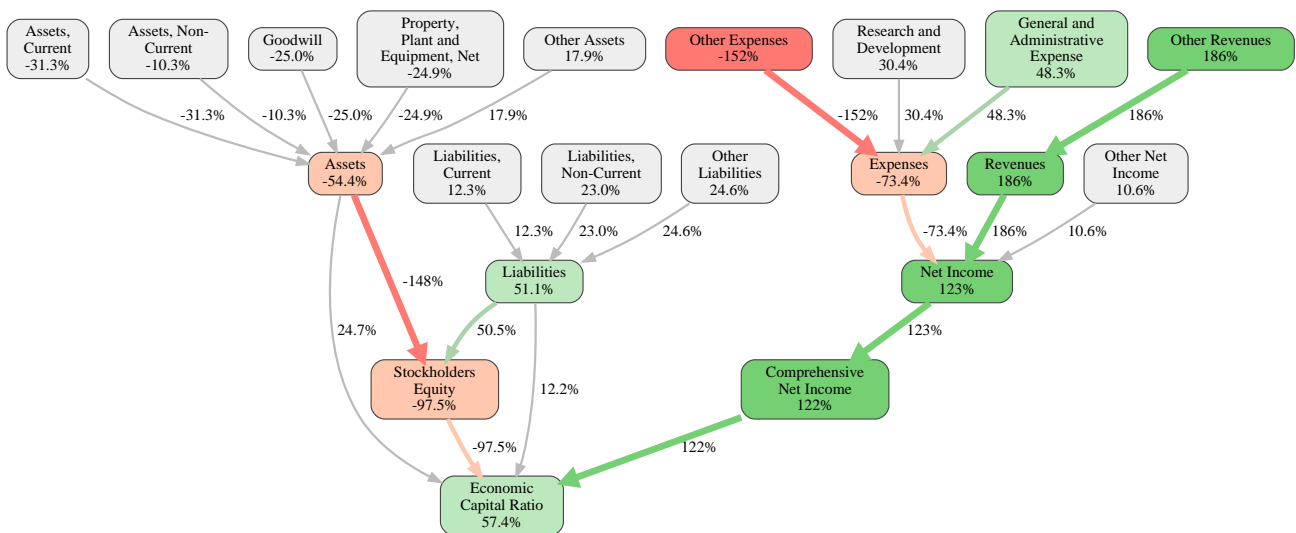 Assets,
Current
-31.3%
Assets, Non-
Current
-10.3%
Goodwill
-25.0%
Property,
Plant and
Equipment, Net
-24.9%
Other Assets
17.9%
Other Expenses
-152%
Research and
Development
30.4%
General and
Administrative
Expense
48.3%
Other Revenues
186%
-31.3%
-10.3%
-25.0%
-24.9%
17.9%
-152%
30.4%
48.3%
186%
Assets
-54.4%
Liabilities,
Current
12.3%
Liabilities,
Non-Current
23.0%
Other
Liabilities
24.6%
Expenses
-73.4%
Revenues
186%
Other Net
Income
10.6%
12.3%
23.0%
24.6%
-73.4%
186%
10.6%
-148%
Liabilities
51.1%
Net Income
123%
24.7%
50.5%
123%
Stockholders
Equity
-97.5%
12.2%
Comprehensive
Net Income
122%
-97.5%
122%
Economic
Capital Ratio
57.4%